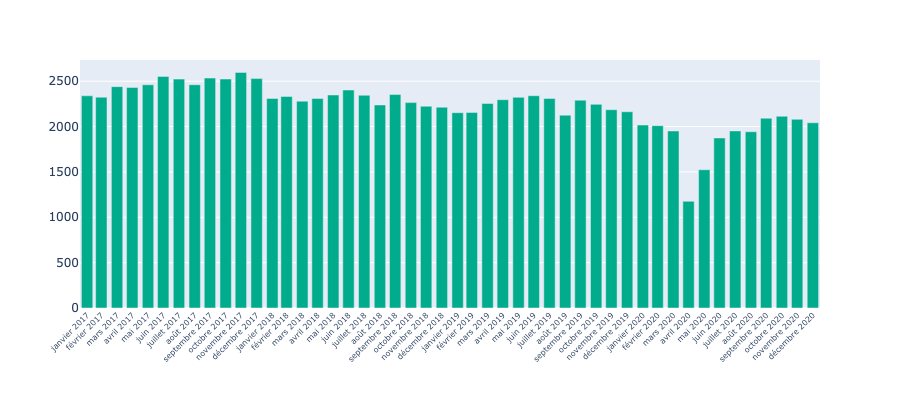 2500
2000
1500
1000
500
0
janvier 2017
février 2017
mars 2017
avril 2017
mai 2017
juin 2017
juillet 2017
août 2017
septembre 2017
octobre 2017
novembre 2017
décembre 2017
janvier 2018
février 2018
mars 2018
avril 2018
mai 2018
juin 2018
juillet 2018
août 2018
septembre 2018
octobre 2018
novembre 2018
décembre 2018
janvier 2019
février 2019
mars 2019
avril 2019
mai 2019
juin 2019
juillet 2019
août 2019
septembre 2019
octobre 2019
novembre 2019
décembre 2019
janvier 2020
février 2020
mars 2020
avril 2020
mai 2020
juin 2020
juillet 2020
août 2020
septembre 2020
octobre 2020
novembre 2020
décembre 2020